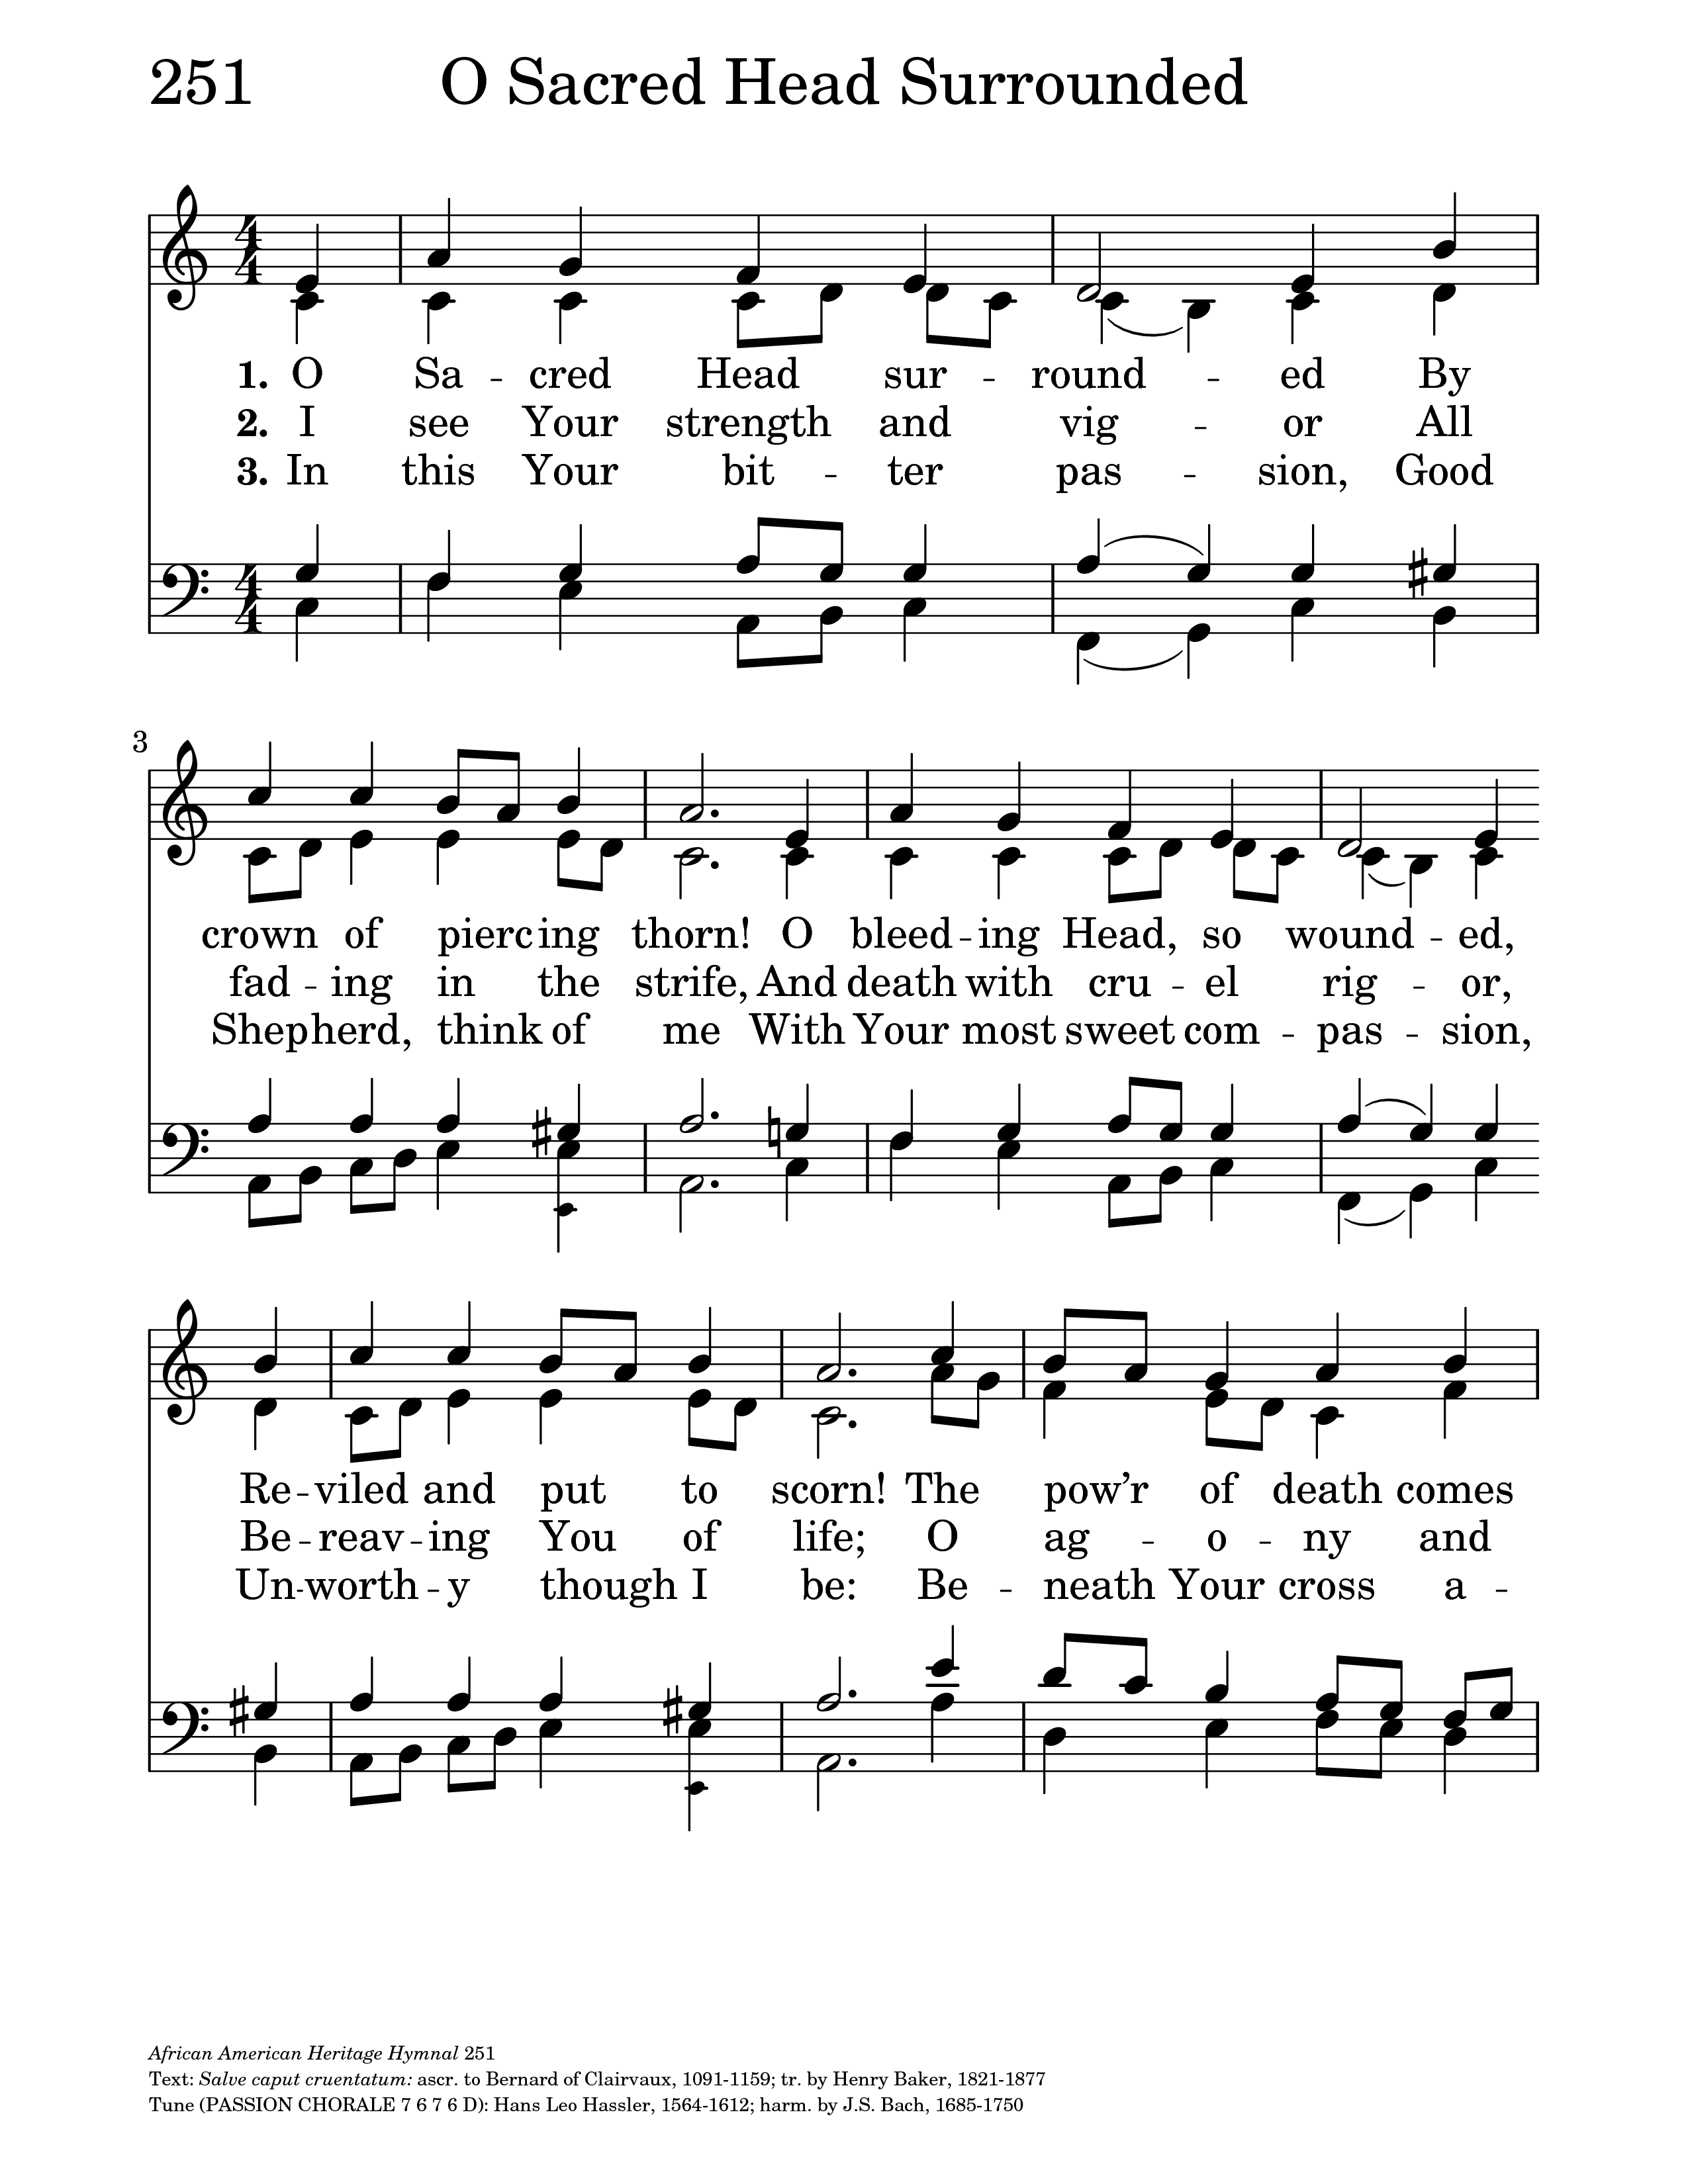 251 O Sacred Head Surrounded
4 4
1. O Sa - cred Head sur - round - ed By
2. I see Your strength and vig - or All
3. In this Your bit - ter pas - sion, Good
4 4
3
crown of piercing thorn! O bleed - ing Head, so wound - ed,
fad - ing in the strife, And death with cru - el rig - or,
Shepherd, think of me With Your most sweet com - pas - sion,
Re - viled and put to scorn! The pow’r of death comes
Be - reav - ing You of life; O ag - o - ny and
Un - worth - y though I be: Be - neath Your cross a -
African American Heritage Hymnal 251
Text: Salve caput cruentatum: ascr. to Bernard of Clairvaux, 1091-1159; tr. by Henry Baker, 1821-1877
Tune (PASSION CHORALE 7 6 7 6 D): Hans Leo Hassler, 1564-1612; harm. by J.S. Bach, 1685-1750